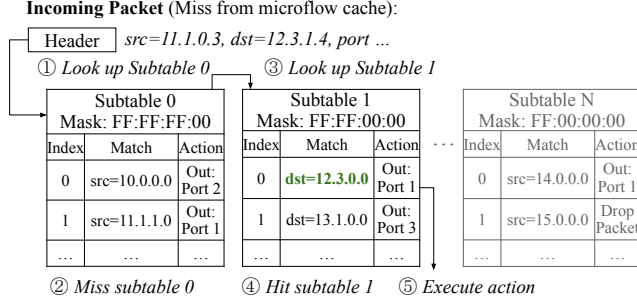 Incoming Packet (Miss from microflow cache):
Header src=11.1.0.3, dst=12.3.1.4, port ...
① Look up Subtable 0 ③ Look up Subtable 1
Subtable 0
Mask: FF:FF:FF:00
Index Match Action
0 src=10.0.0.0 Out: Port 2
1 src=11.1.1.0 Out: Port 1
... ... ...
Subtable 1
Mask: FF:FF:00:00
Index Match Action
0 dst=12.3.0.0 Out: Port 1
1 dst=13.1.0.0 Out: Port 3
... ... ...
...
Subtable N
Mask: FF:00:00:00
Index Match Action
0 src=14.0.0.0 Out: Port 1
1 src=15.0.0.0 Drop Packet
... ... ...
② Miss subtable 0 ④ Hit subtable 1 ⑤ Execute action